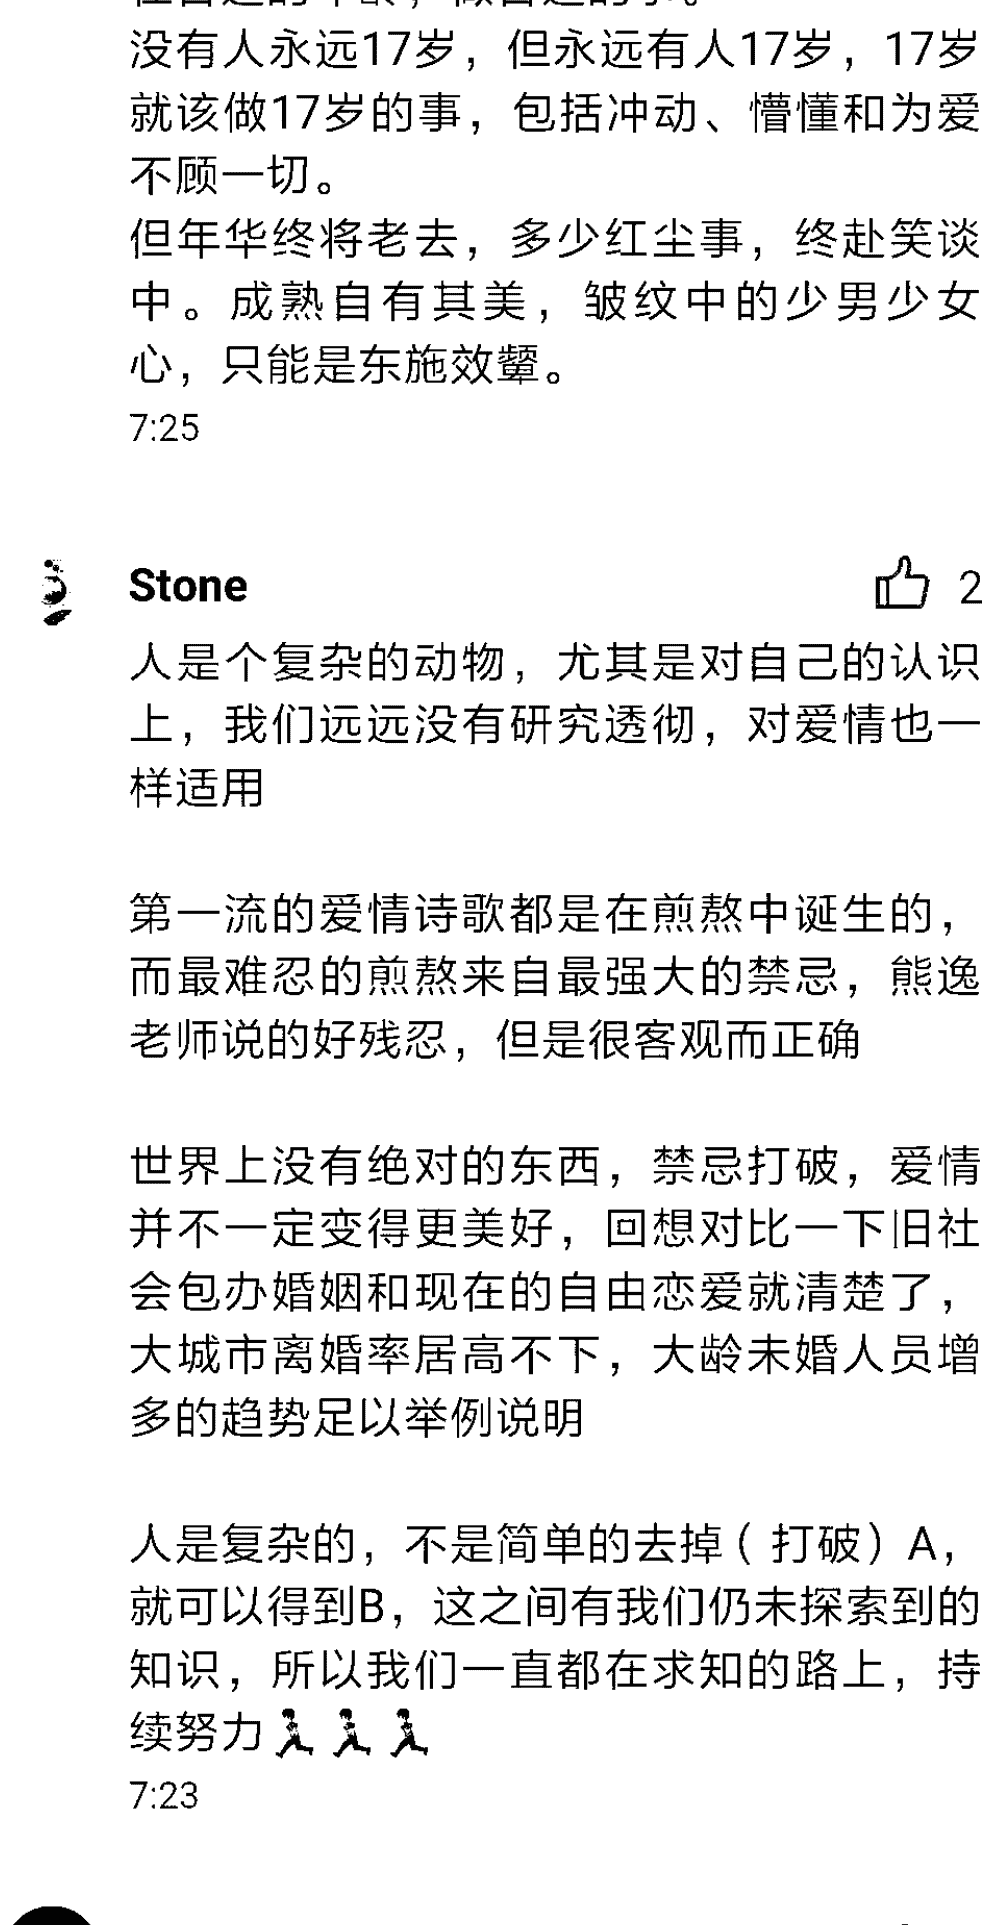 没有人永远17岁，但永远有人17岁，17岁
就该做17岁的事，包括冲动、懵懂和为爱
不顾一切。
但年华终将老去，多少红尘事，终赴笑谈
中。成熟自有其美，皱纹中的少男少女
心，只能是东施效颦。
7:25
Stone
2
人是个复杂的动物，尤其是对自己的认识
上，我们远远没有研究透彻，对爱情也一
样适用
第一流的爱情诗歌都是在煎熬中诞生的，
而最难忍的煎熬来自最强大的禁忌，熊逸
老师说的好残忍，但是很客观而正确
世界上没有绝对的东西，禁忌打破，爱情
并不一定变得更美好，回想对比一下旧社
会包办婚姻和现在的自由恋爱就清楚了，
大城市离婚率居高不下，大龄未婚人员增
多的趋势足以举例说明
人是复杂的，不是简单的去掉（打破）A，
就可以得到B，这之间有我们仍未探索到的
知识，所以我们一直都在求知的路上，持
续努力🏃🏃🏃
7:23